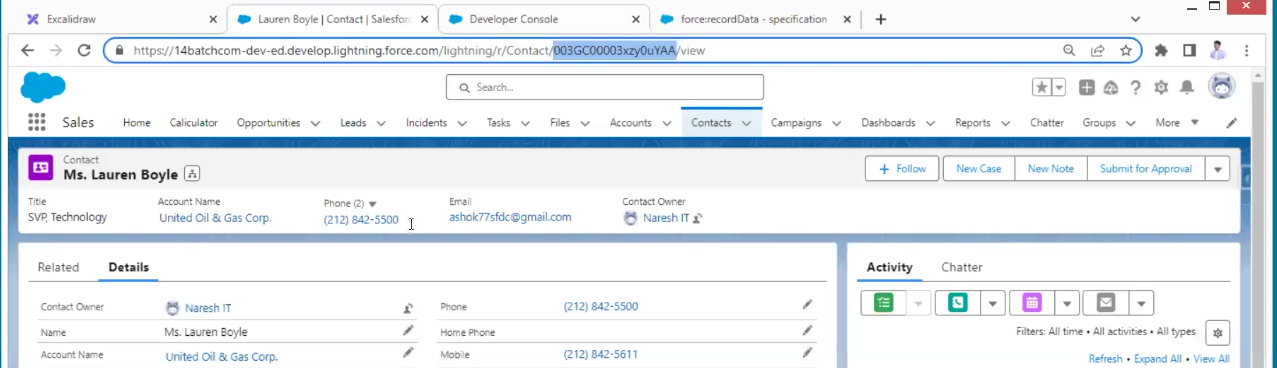 Excalidraw
Lauren Boyle | Contact | Salesfor
Developer Console
force:recordData - specification
https://14batchcom-dev-ed.develop.lightning.force.com/lightning/r/Contact/003GC00003xzy0uYAA/view
Search...
Sales Home Calculator Opportunities Leads Incidents Tasks Files Accounts Contacts Campaigns Dashboards Reports Chatter Groups More
Contact
Ms. Lauren Boyle
+ Follow New Case New Note Submit for Approval
Title Account Name Phone (2) Email Contact Owner
SVP, Technology United Oil & Gas Corp. (212) 842-5500 ashok77sfdc@gmail.com Naresh IT
Related Details
Contact Owner Naresh IT Phone (212) 842-5500
Name Ms. Lauren Boyle Home Phone
Account Name United Oil & Gas Corp. Mobile (212) 842-5611
Activity Chatter
Filters: All time • All activities • All types
Refresh • Expand All • View All